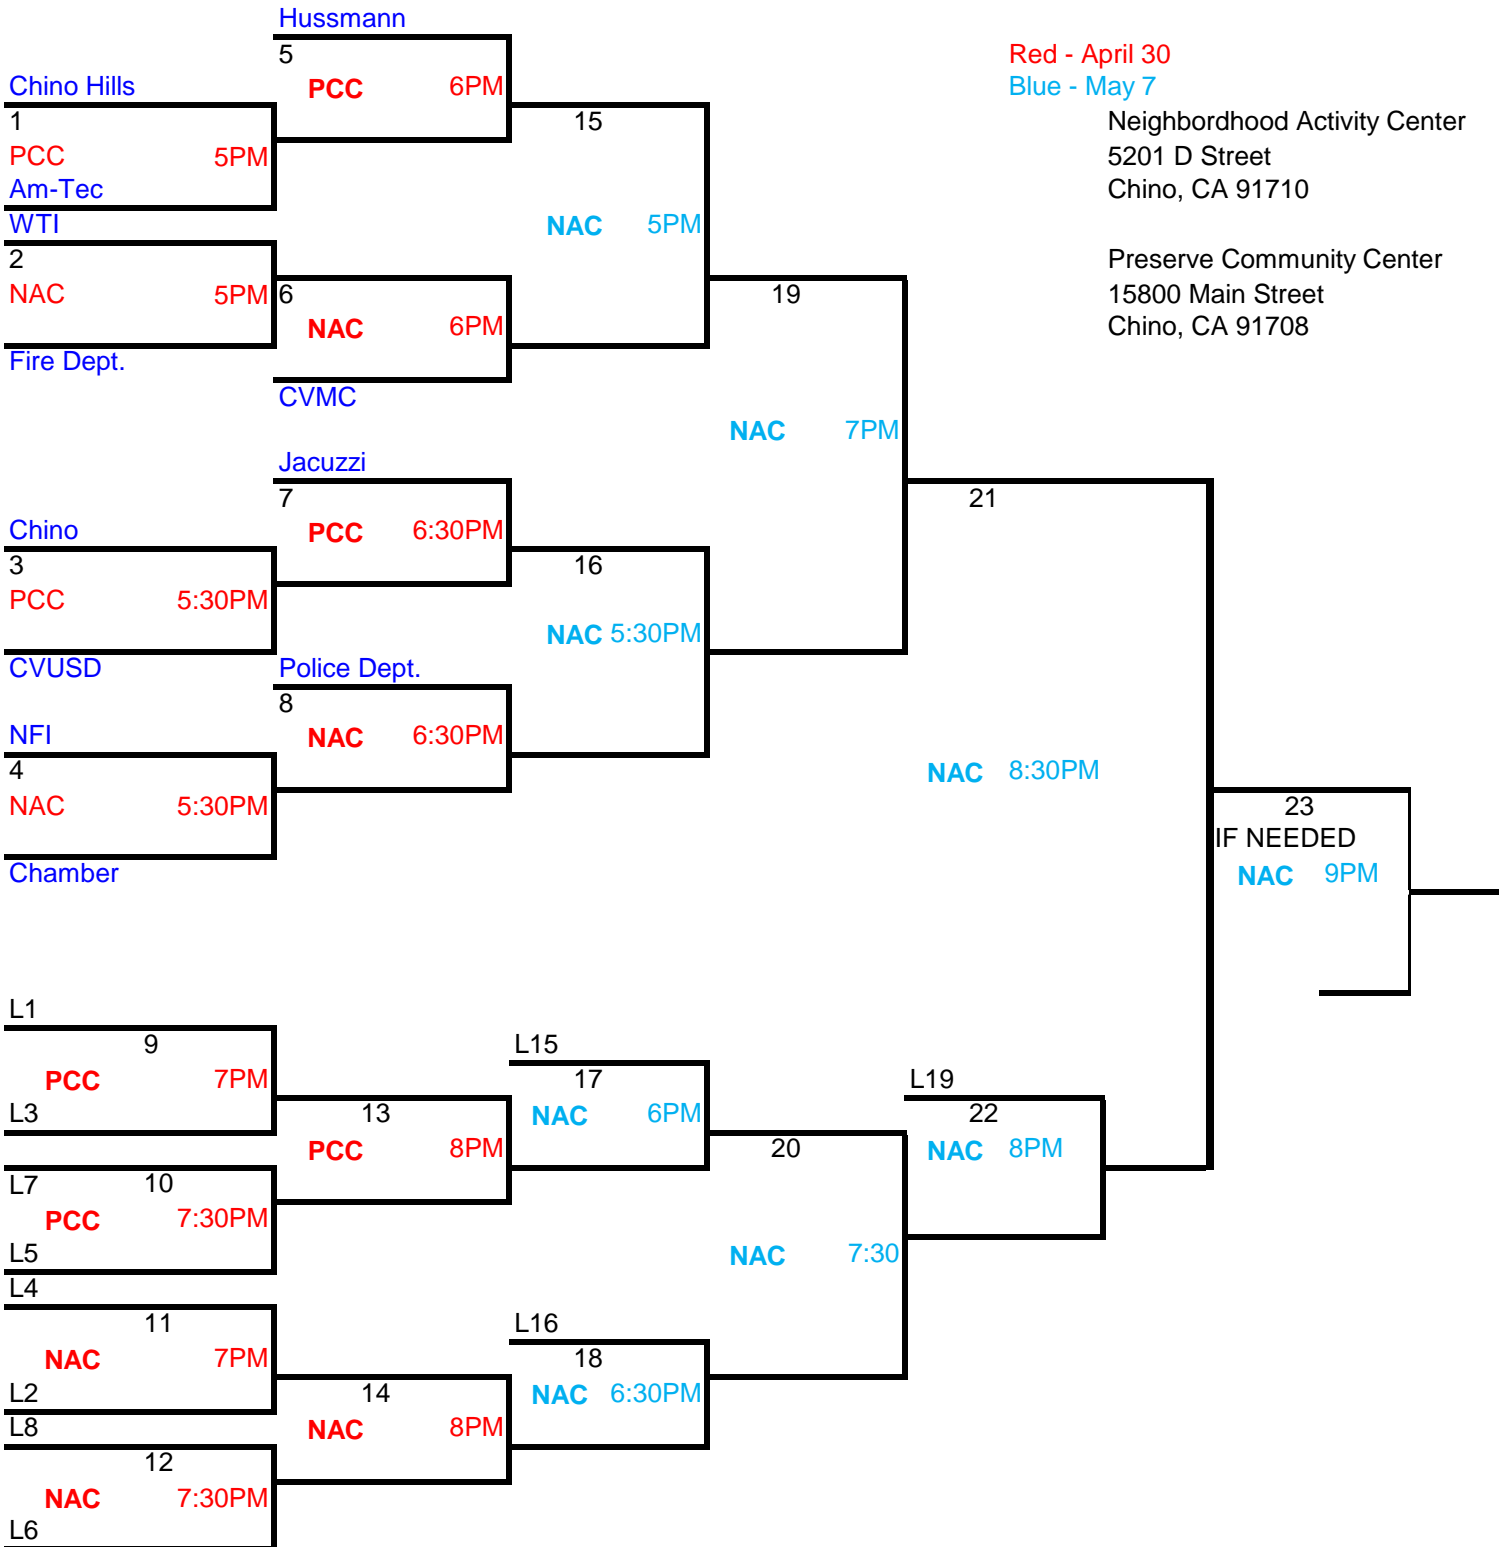 Hussmann
5
PCC 6PM
Red - April 30
Blue - May 7
Neighbordhood Activity Center
5201 D Street
Chino, CA 91710
Preserve Community Center
15800 Main Street
Chino, CA 91708
Chino Hills
1
PCC 5PM
Am-Tec
WTI
2
NAC 5PM
Fire Dept.
6
NAC 6PM
CVMC
15
NAC 5PM
19
NAC 7PM
Jacuzzi
7
PCC 6:30PM
Chino
3
PCC 5:30PM
CVUSD
Police Dept.
8
NAC 6:30PM
NFI
4
NAC 5:30PM
Chamber
16
NAC 5:30PM
21
NAC 8:30PM
23
IF NEEDED
NAC 9PM
L1
9
PCC 7PM
L3
L7 10
PCC 7:30PM
L5
L4
11
NAC 7PM
L2
L8
12
NAC 7:30PM
L6
13
PCC 8PM
14
NAC 8PM
L15
17
NAC 6PM
L16
18
NAC 6:30PM
20
NAC 7:30
L19
22
NAC 8PM